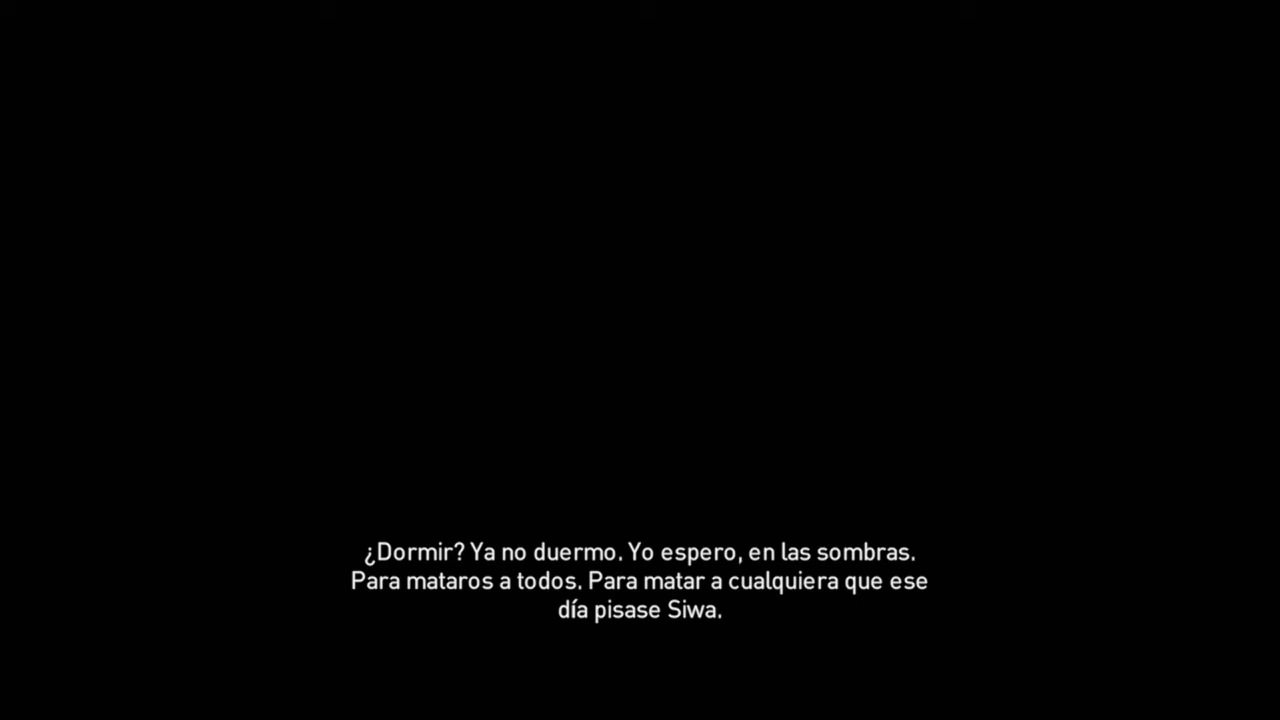 ¿Dormir? Ya no duermo. Yo espero, en las sombras.
Para mataros a todos. Para matar a cualquiera que ese
día pisase Siwa.